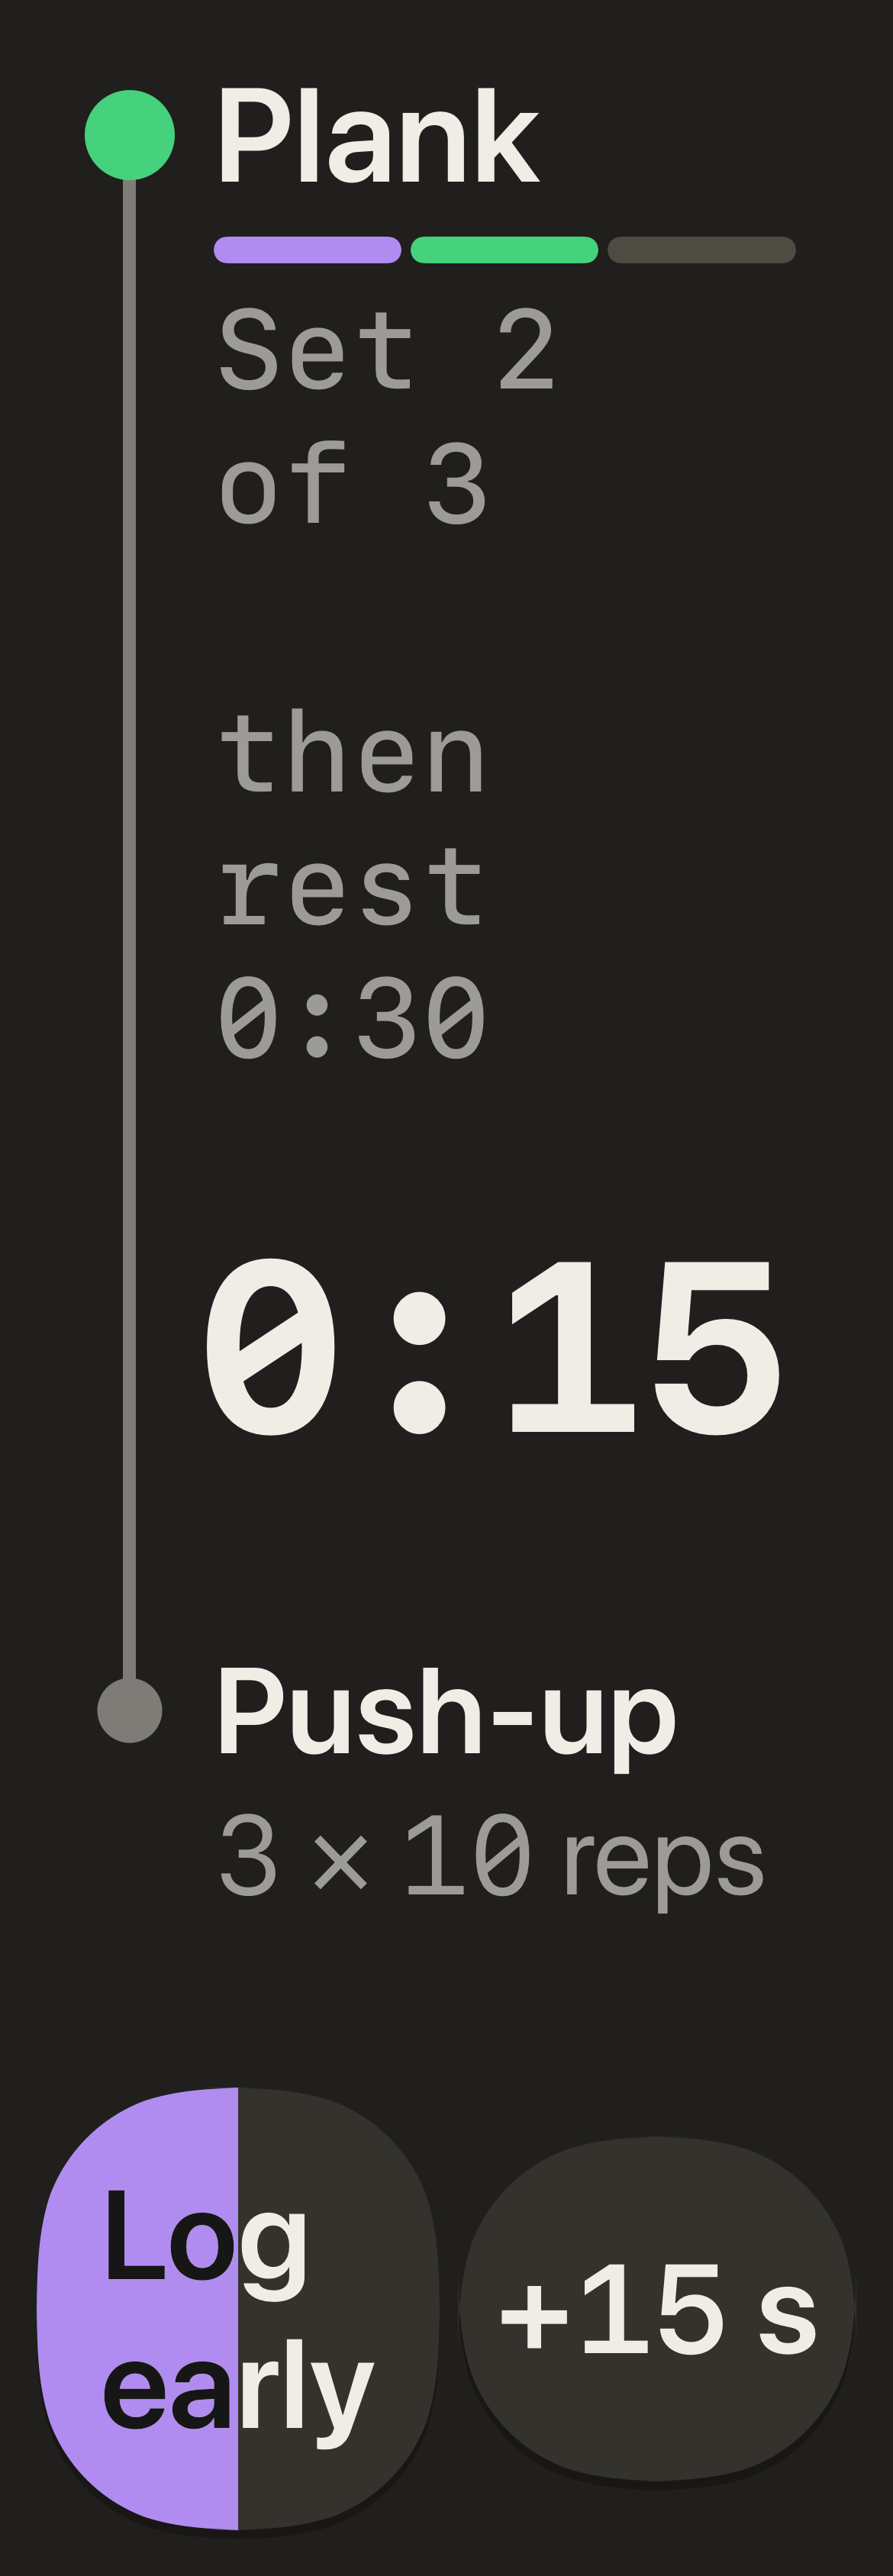 Plank
Set 2
of 3
then
rest
0:30
0:15
Push-up
3 × 10 reps
Log
early
+15 s